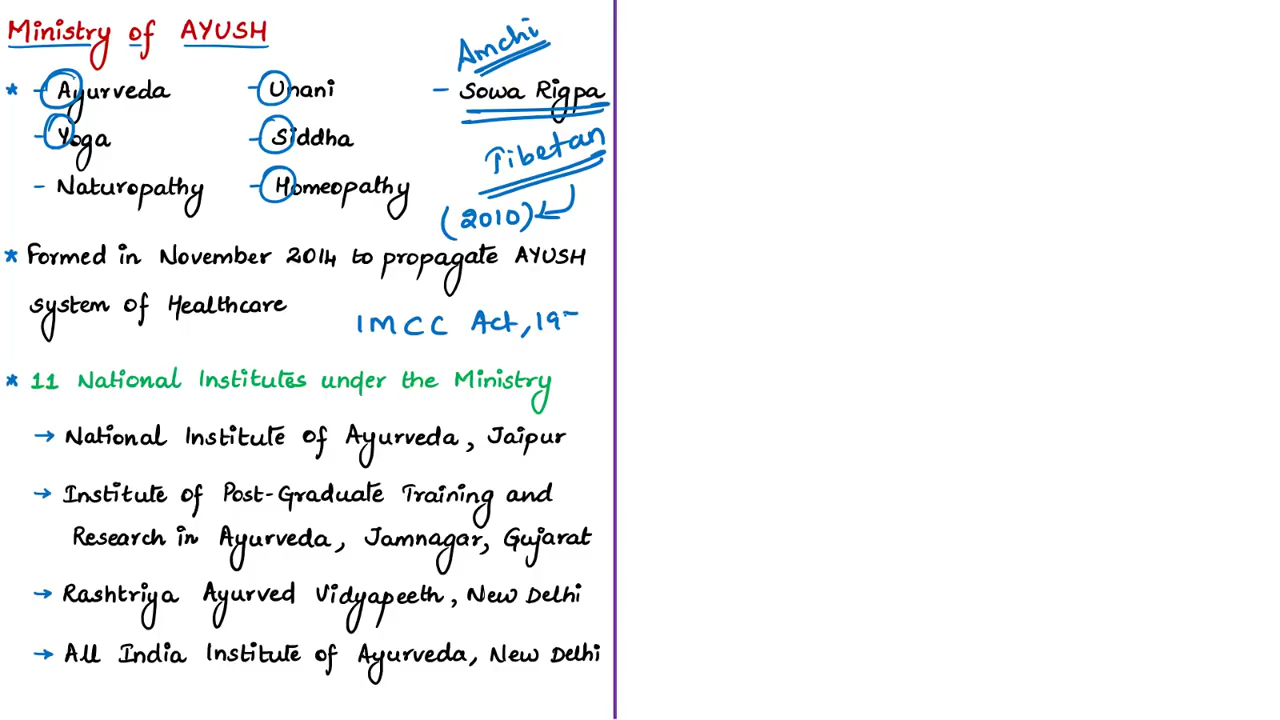 Ministry of AYUSH
Amchi
* - Ayurveda - Unani - Sowa Rigpa
- Yoga - Siddha Tibetan
- Naturopathy - Homeopathy (2010)
* Formed in November 2014 to propagate AYUSH
system of Healthcare
IMCC Act, 19
* 11 National Institutes under the Ministry
→ National Institute of Ayurveda, Jaipur
→ Institute of Post-Graduate Training and
Research in Ayurveda, Jamnagar, Gujarat
→ Rashtriya Ayurved Vidyapeeth, New Delhi
→ All India Institute of Ayurveda, New Delhi